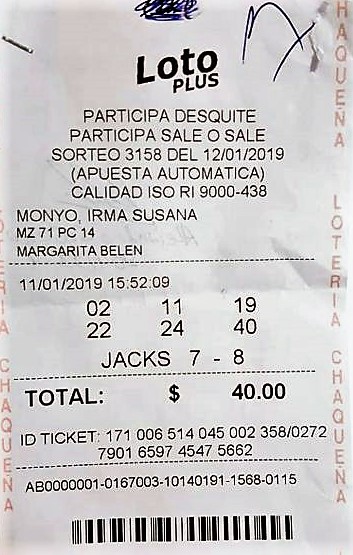 Loto
PLUS
PARTICIPA DESQUITE
PARTICIPA SALE O SALE
SORTEO 3158 DEL 12/01/2019
(APUESTA AUTOMATICA)
CALIDAD ISO RI 9000-438
MONYO, IRMA SUSANA
MZ 71 PC 14
MARGARITA BELEN
11/01/2019 15:52:09
02 11 19
22 24 40
JACKS 7 - 8
TOTAL: $ 40.00
ID TICKET: 171 006 514 045 002 358/0272
7901 6597 4547 5662
AB0000001-0167003-10140191-1568-0115
LOTERIA CHAQUEÑA
HAQUEÑA LOTERIA CHAQUEÑA